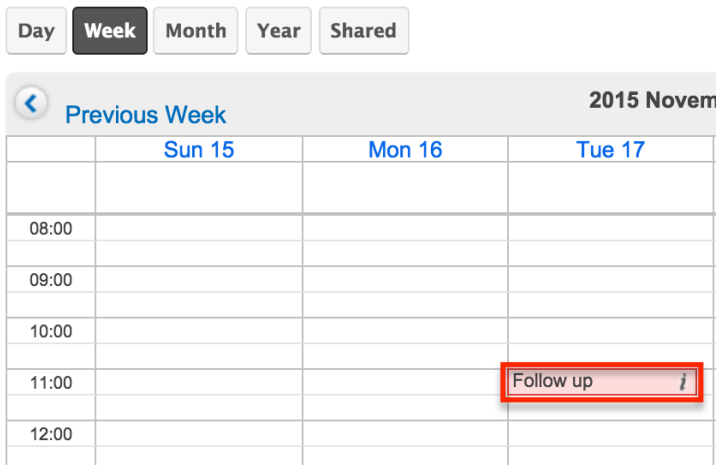 Day Week Month Year Shared
Previous Week 2015 Novem
Sun 15 Mon 16 Tue 17
08:00
09:00
10:00
11:00 Follow up i
12:00